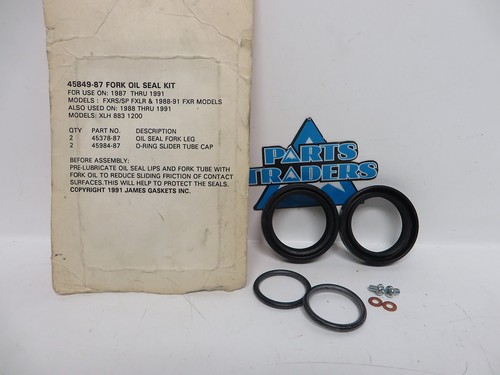 45849-87 FORK OIL SEAL KIT
FOR USE ON: 1987 THRU 1991
MODELS : FXRS/SP FXLR & 1988-91 FXR MODELS
ALSO USED ON: 1988 THRU 1991
MODELS: XLH 883 1200
QTY PART NO. DESCRIPTION
2 45378-87 OIL SEAL FORK LEG
2 45984-87 O-RING SLIDER TUBE CAP
BEFORE ASSEMBLY:
PRE-LUBRICATE OIL SEAL LIPS AND FORK TUBE WITH
FORK OIL TO REDUCE SLIDING FRICTION OF CONTACT
SURFACES.THIS WILL HELP TO PROTECT THE SEALS.
COPYRIGHT 1991 JAMES GASKETS INC.
PARTS
TRADERS